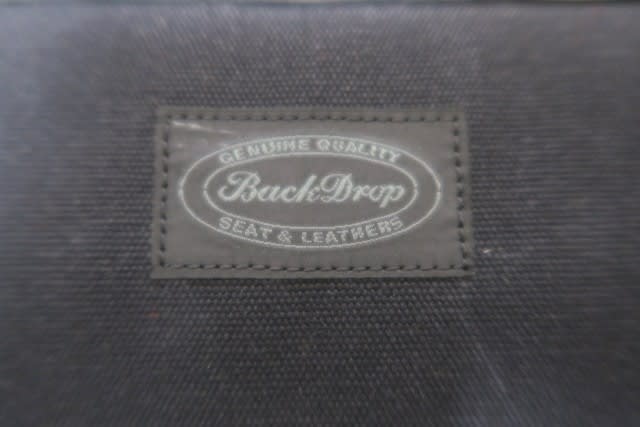 GENUINE QUALITY
BackDrop
SEAT & LEATHERS